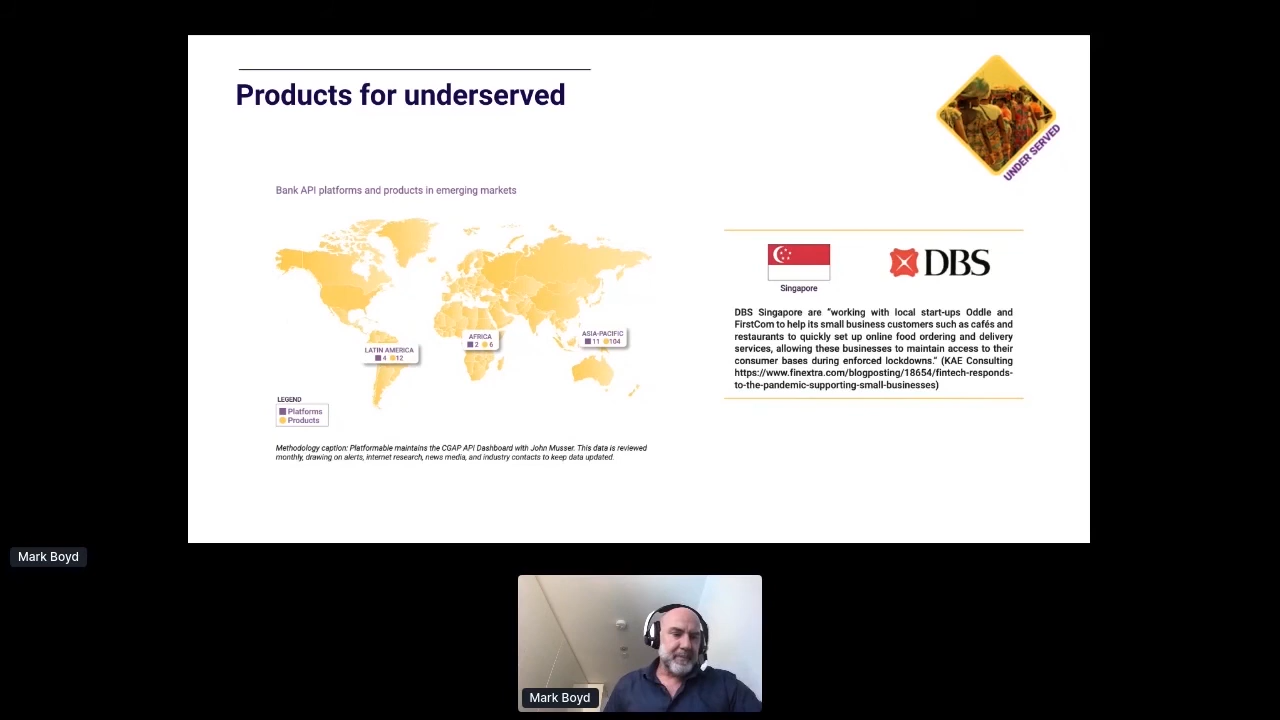 Products for underserved
UNDER SERVED
Bank API platforms and products in emerging markets
LATIN AMERICA
4 12
AFRICA
2 6
ASIA-PACIFIC
11 104
LEGEND
Platforms
Products
Methodology caption: Platformable maintains the CGAP API Dashboard with John Musser. This data is reviewed
monthly, drawing on alerts, internet research, news media, and industry contacts to keep data updated.
Singapore
DBS
DBS Singapore are "working with local start-ups Oddle and
FirstCom to help its small business customers such as cafés and
restaurants to quickly set up online food ordering and delivery
services, allowing these businesses to maintain access to their
consumer bases during enforced lockdowns." (KAE Consulting
https://www.finextra.com/blogposting/18654/fintech-responds-
to-the-pandemic-supporting-small-businesses)
Mark Boyd
Mark Boyd